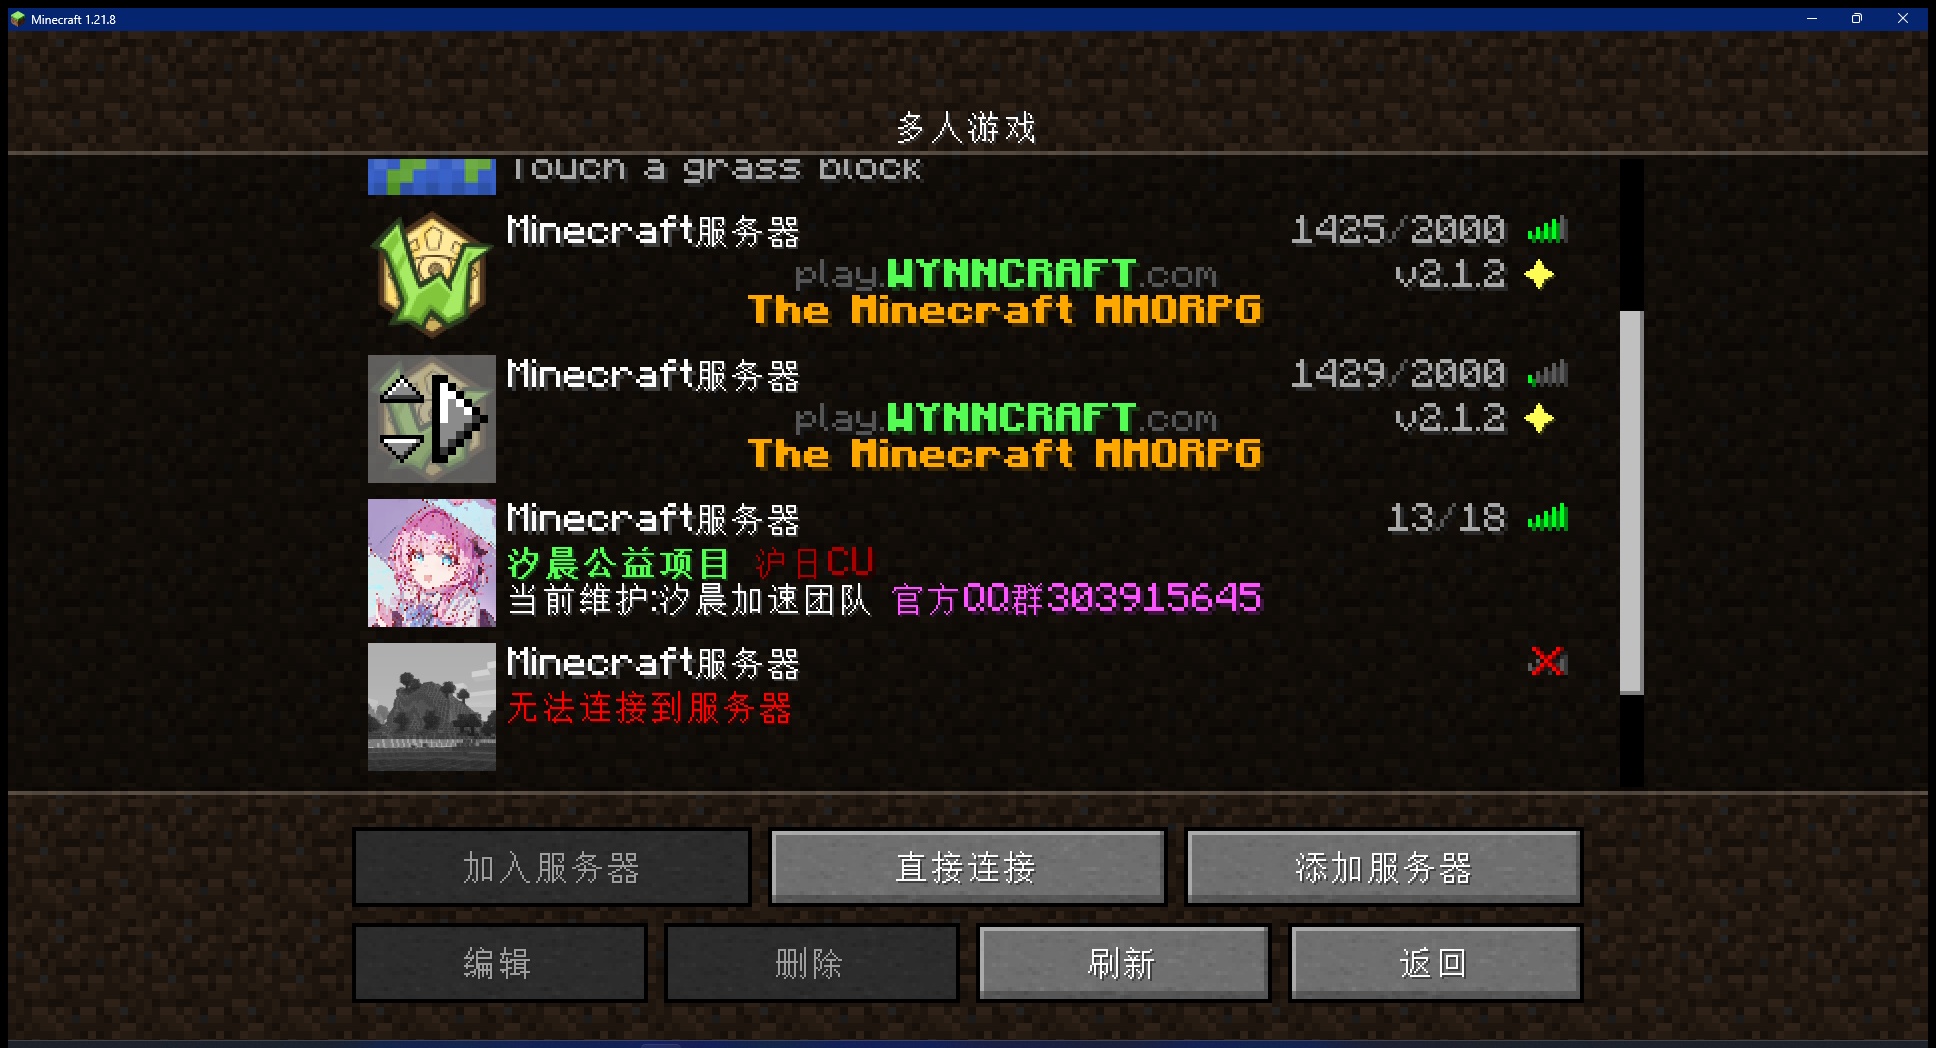 Minecraft 1.21.8
多人游戏
Touch a grass block
Minecraft服务器 1425/2000
play.WYNNCRAFT.com v2.1.2
The Minecraft MMORPG
Minecraft服务器 1429/2000
play.WYNNCRAFT.com v2.1.2
The Minecraft MMORPG
Minecraft服务器 13/18
汐晨公益项目 沪日CU
当前维护:汐晨加速团队 官方QQ群303915645
Minecraft服务器
无法连接到服务器
加入服务器 直接连接 添加服务器
编辑 删除 刷新 返回